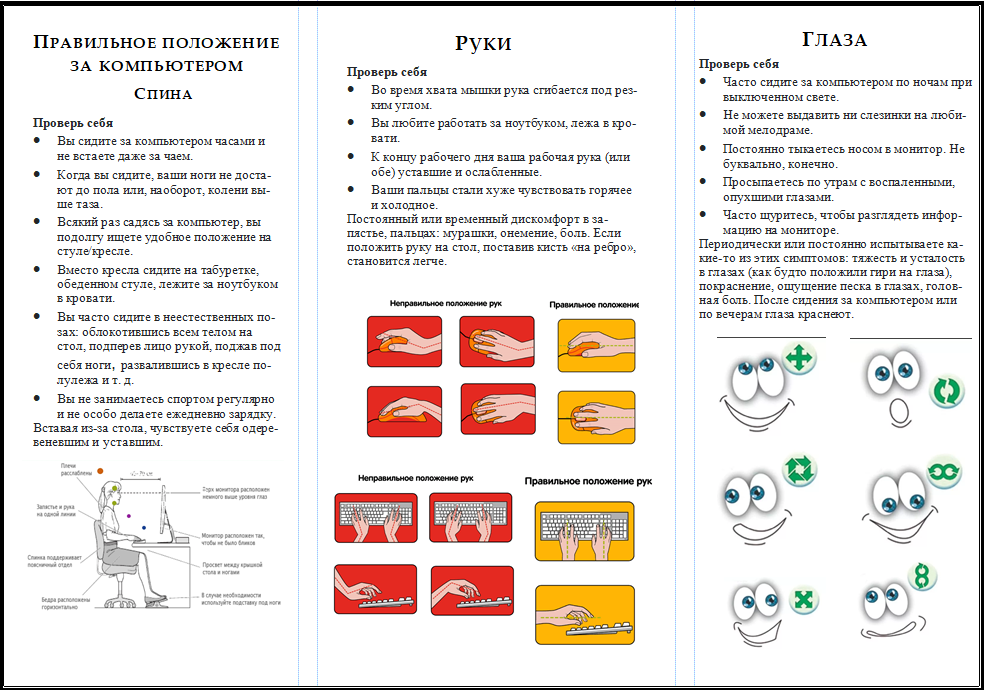 Правильное положение
за компьютером
Спина
Проверь себя
● Вы сидите за компьютером часами и
не встаете даже за чаем.
● Когда вы сидите, ваши ноги не доста-
ют до пола или, наоборот, колени вы-
ше таза.
● Всякий раз садясь за компьютер, вы
подолгу ищете удобное положение на
стуле/кресле.
● Вместо кресла сидите на табуретке,
обеденном стуле, лежите за ноутбуком
в кровати.
● Вы часто сидите в неестественных по-
зах: облокотившись всем телом на
стол, подперев лицо рукой, поджав под
себя ноги, развалившись в кресле по-
лулежа и т. д.
● Вы не занимаетесь спортом регулярно
и не особо делаете ежедневно зарядку.
Вставая из-за стола, чувствуете себя одере-
веневшим и уставшим.
Плечи
расслаблены
Запястье и рука
на одной линии
Спинка поддерживает
поясничный отдел
Бедра расположены
горизонтально
Верх монитора расположен
немного выше уровня глаз
Монитор расположен так,
чтобы не было бликов
Просвет между крышкой
стола и ногами
В случае необходимости
используйте подставку под ноги
Руки
Проверь себя
● Во время хвата мышки рука сгибается под рез-
ким углом.
● Вы любите работать за ноутбуком, лежа в кро-
вати.
● К концу рабочего дня ваша рабочая рука (или
обе) уставшие и ослабленные.
● Ваши пальцы стали хуже чувствовать горячее
и холодное.
Постоянный или временный дискомфорт в за-
пястье, пальцах: мурашки, онемение, боль. Если
положить руку на стол, поставив кисть «на ребро»,
становится легче.
Неправильное положение рук
Правильное положение
Неправильное положение рук
Правильное положение рук
Глаза
Проверь себя
● Часто сидите за компьютером по ночам при
выключенном свете.
● Не можете выдавить ни слезинки на люби-
мой мелодраме.
● Постоянно тыкаетесь носом в монитор. Не
буквально, конечно.
● Просыпаетесь по утрам с воспаленными,
опухшими глазами.
● Часто щуритесь, чтобы разглядеть инфор-
мацию на мониторе.
Периодически или постоянно испытываете ка-
кие-то из этих симптомов: тяжесть и усталость
в глазах (как будто положили гири на глаза),
покраснение, ощущение песка в глазах, голов-
ная боль. После сидения за компьютером или
по вечерам глаза краснеют.